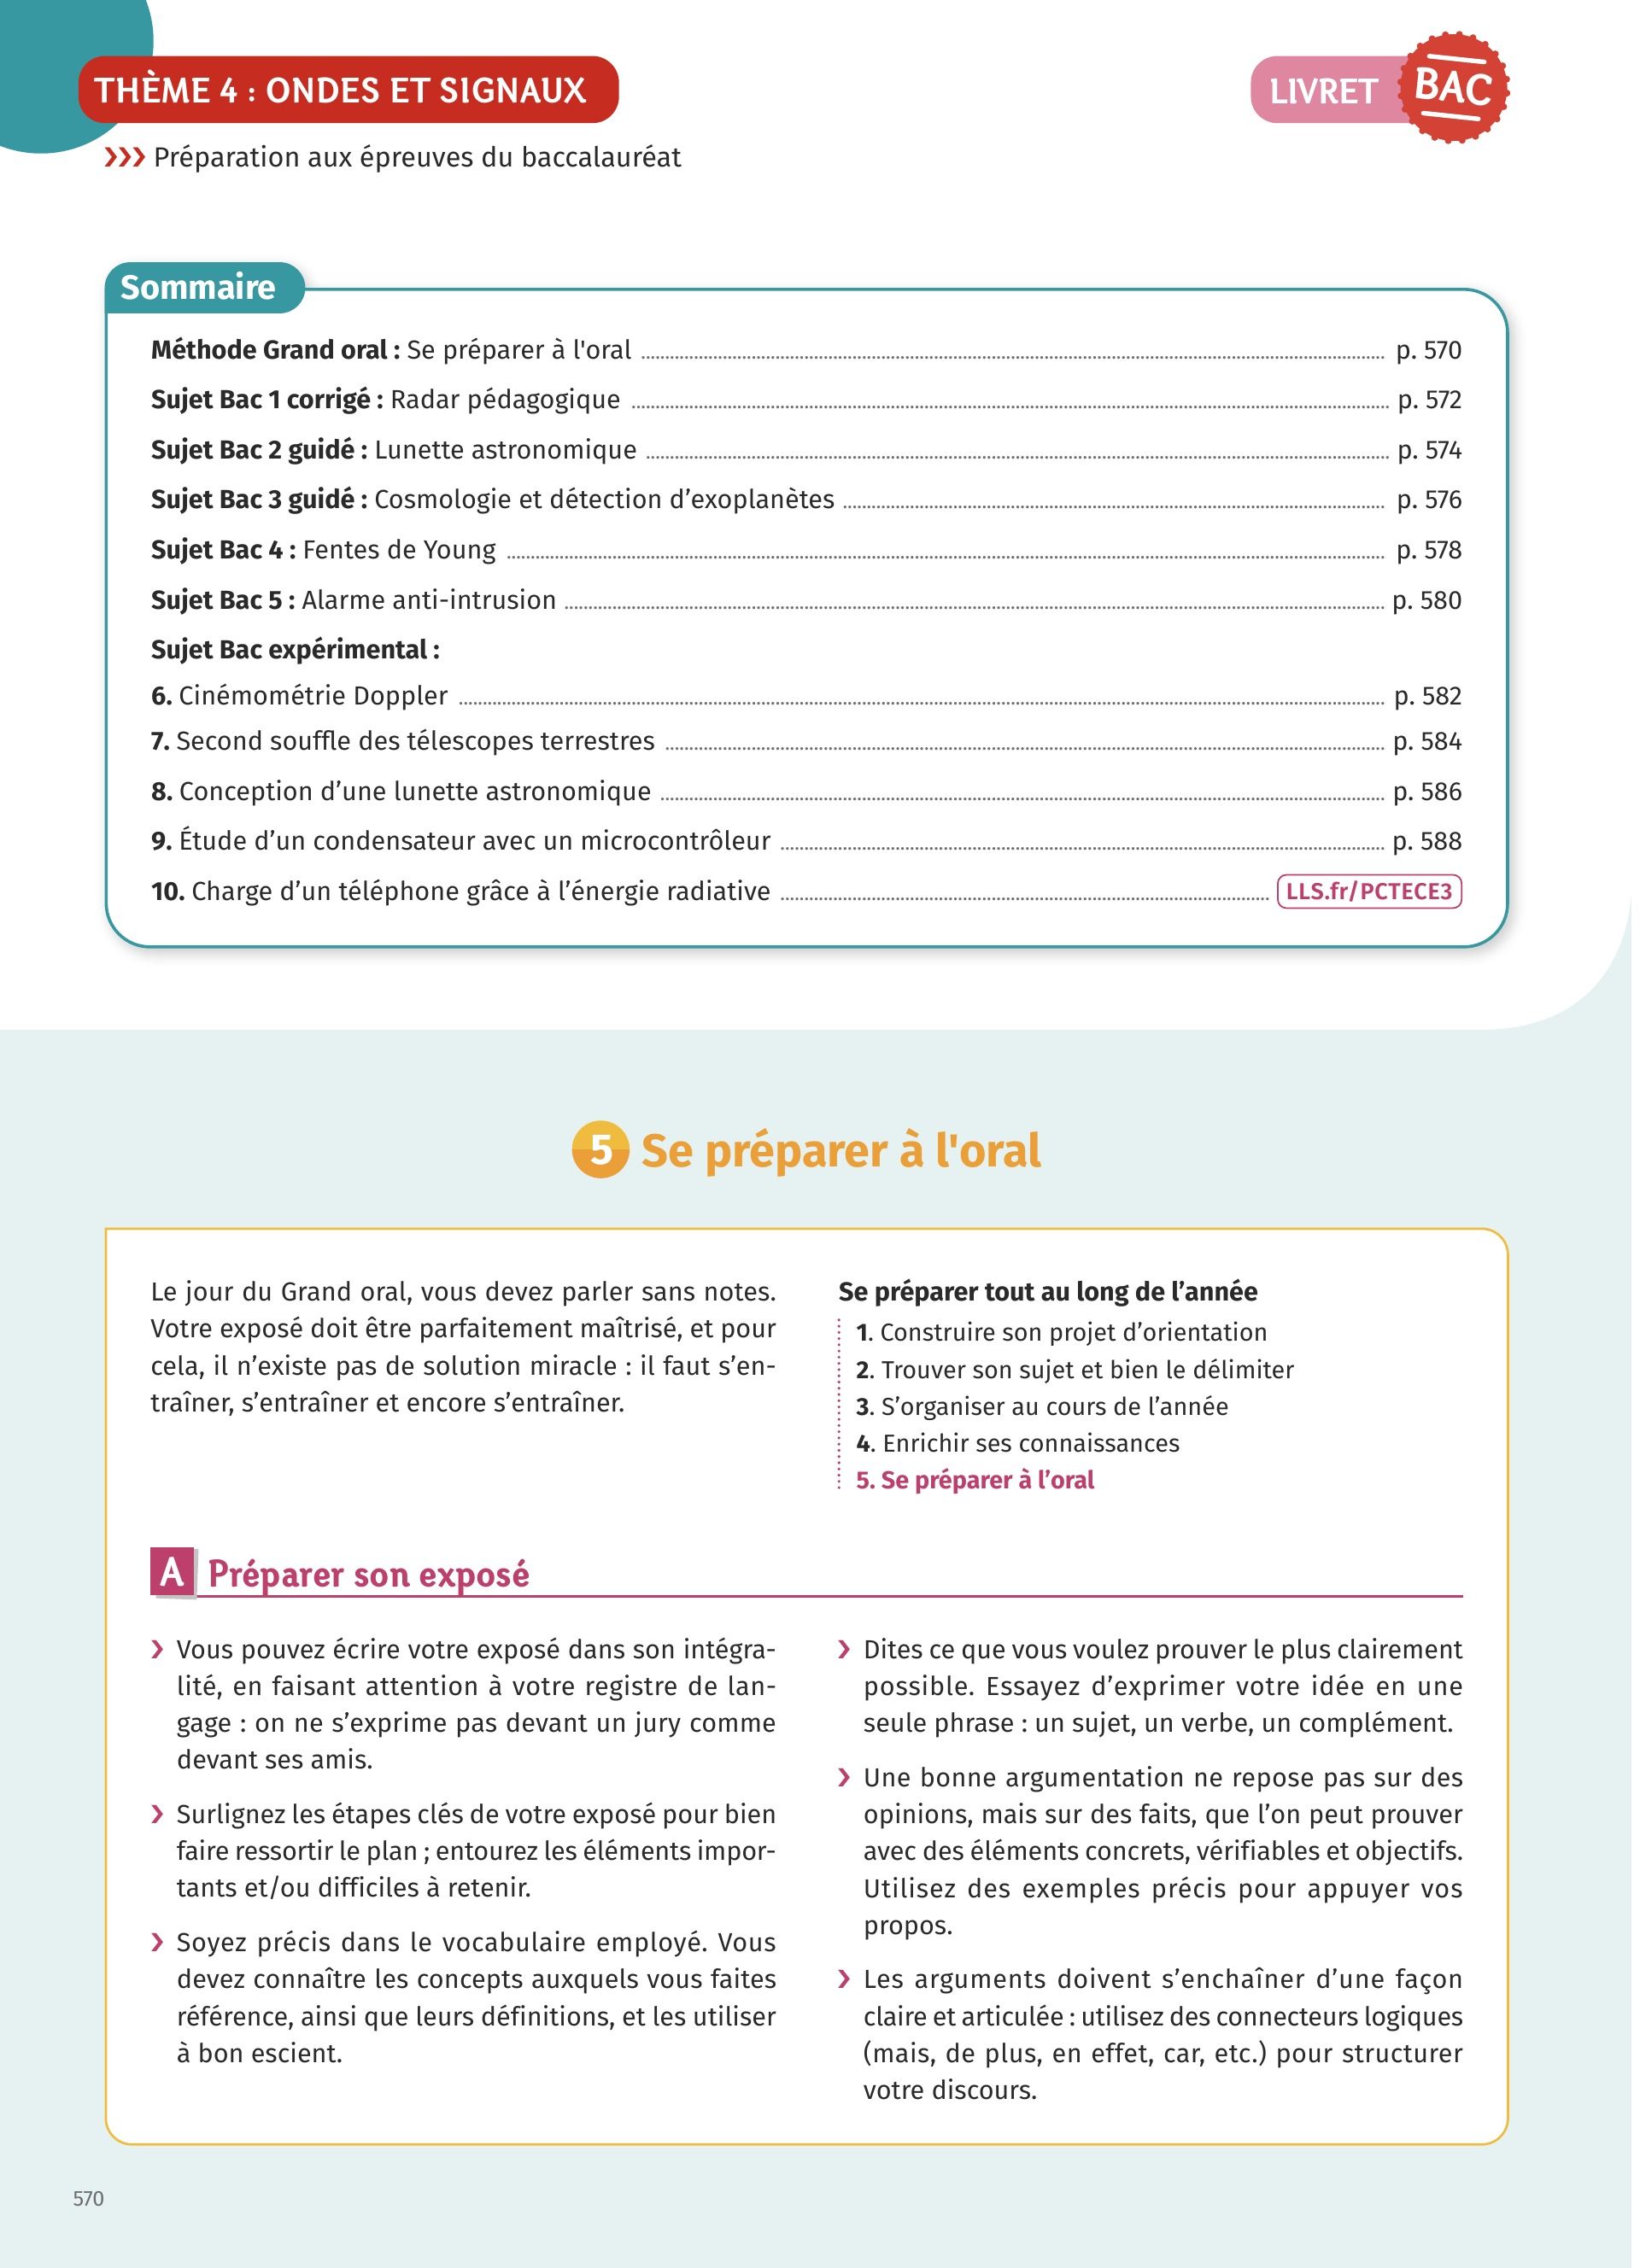 THÈME 4 : ONDES ET SIGNAUX
LIVRET BAC
Préparation aux épreuves du baccalauréat
Sommaire
Méthode Grand oral : Se préparer à l'oral p. 570
Sujet Bac 1 corrigé : Radar pédagogique p. 572
Sujet Bac 2 guidé : Lunette astronomique p. 574
Sujet Bac 3 guidé : Cosmologie et détection d’exoplanètes p. 576
Sujet Bac 4 : Fentes de Young p. 578
Sujet Bac 5 : Alarme anti-intrusion p. 580
Sujet Bac expérimental :
6. Cinémométrie Doppler p. 582
7. Second souffle des télescopes terrestres p. 584
8. Conception d’une lunette astronomique p. 586
9. Étude d’un condensateur avec un microcontrôleur p. 588
10. Charge d’un téléphone grâce à l’énergie radiative LLS.fr/PCTECE3
5 Se préparer à l'oral
Le jour du Grand oral, vous devez parler sans notes.
Votre exposé doit être parfaitement maîtrisé, et pour
cela, il n’existe pas de solution miracle : il faut s’en-
traîner, s’entraîner et encore s’entraîner.
Se préparer tout au long de l’année
1. Construire son projet d’orientation
2. Trouver son sujet et bien le délimiter
3. S’organiser au cours de l’année
4. Enrichir ses connaissances
5. Se préparer à l’oral
A Préparer son exposé
Vous pouvez écrire votre exposé dans son intégra-
lité, en faisant attention à votre registre de lan-
gage : on ne s’exprime pas devant un jury comme
devant ses amis.
Surlignez les étapes clés de votre exposé pour bien
faire ressortir le plan ; entourez les éléments impor-
tants et/ou difficiles à retenir.
Soyez précis dans le vocabulaire employé. Vous
devez connaître les concepts auxquels vous faites
référence, ainsi que leurs définitions, et les utiliser
à bon escient.
Dites ce que vous voulez prouver le plus clairement
possible. Essayez d’exprimer votre idée en une
seule phrase : un sujet, un verbe, un complément.
Une bonne argumentation ne repose pas sur des
opinions, mais sur des faits, que l’on peut prouver
avec des éléments concrets, vérifiables et objectifs.
Utilisez des exemples précis pour appuyer vos
propos.
Les arguments doivent s’enchaîner d’une façon
claire et articulée : utilisez des connecteurs logiques
(mais, de plus, en effet, car, etc.) pour structurer
votre discours.
570